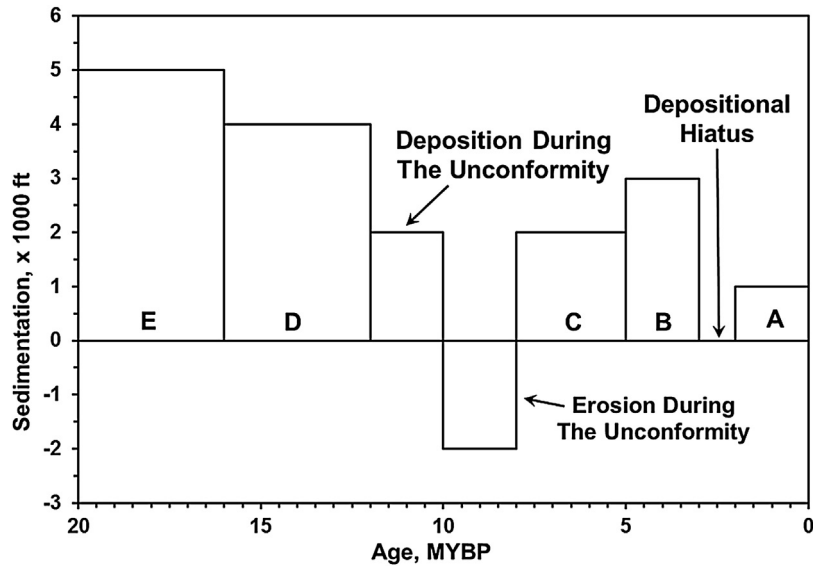 6
5
4
3
2
1
0
-1
-2
-3
Sedimentation, x 1000 ft
Deposition During
The Unconformity
Depositional
Hiatus
E
D
C
B
A
Erosion During
The Unconformity
20
15
10
5
0
Age, MYBP